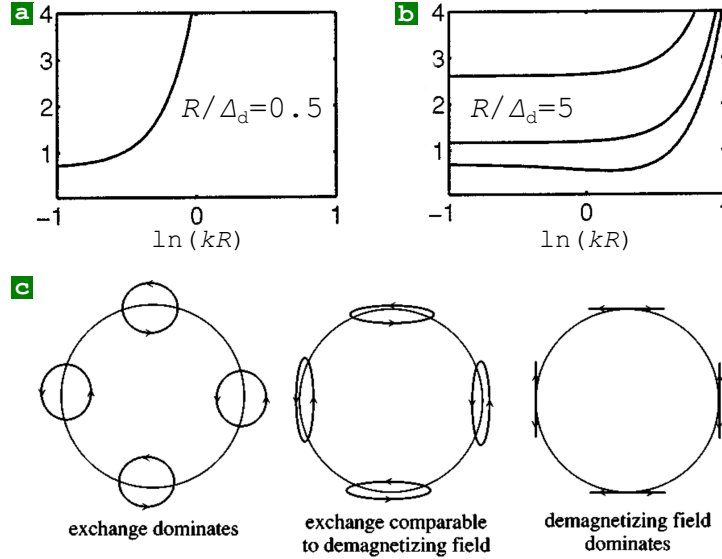 a
4
3
2
1
R/Δd=0.5
-1
0
1
ln(kR)
b
4
3
2
1
R/Δd=5
-1
0
1
ln(kR)
c
exchange dominates
exchange comparable
to demagnetizing field
demagnetizing field
dominates